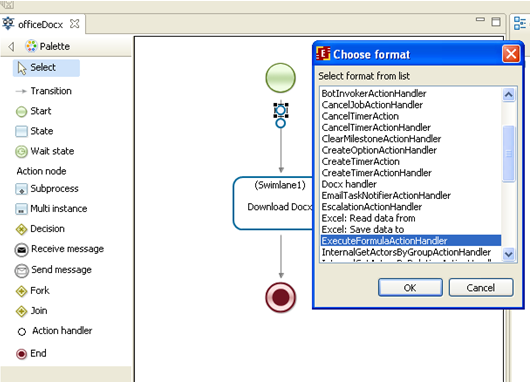 officeDocx
Palette
Select
Transition
Start
State
Wait state
Action node
Subprocess
Multi instance
Decision
Receive message
Send message
Fork
Join
Action handler
End
(Swimlane1)
Download Docx
Choose format
Select format from list
BotInvokerActionHandler
CancelJobActionHandler
CancelTimerAction
CancelTimerActionHandler
ClearMilestoneActionHandler
CreateOptionActionHandler
CreateTimerAction
CreateTimerActionHandler
Docx handler
EmailTaskNotifierActionHandler
EscalationActionHandler
Excel: Read data from
Excel: Save data to
ExecuteFormulaActionHandler
InternalGetActorsByGroupActionHandler
OK
Cancel